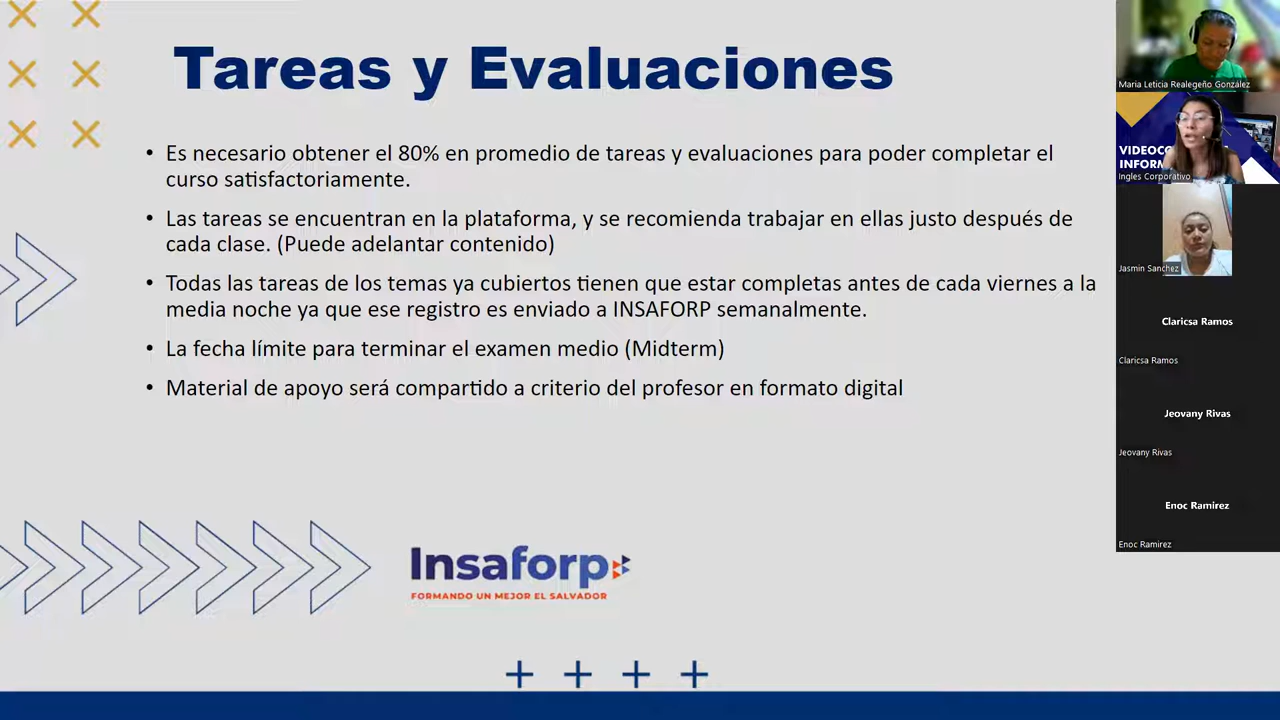 Tareas y Evaluaciones
• Es necesario obtener el 80% en promedio de tareas y evaluaciones para poder completar el
curso satisfactoriamente.
• Las tareas se encuentran en la plataforma, y se recomienda trabajar en ellas justo después de
cada clase. (Puede adelantar contenido)
• Todas las tareas de los temas ya cubiertos tienen que estar completas antes de cada viernes a la
media noche ya que ese registro es enviado a INSAFORP semanalmente.
• La fecha límite para terminar el examen medio (Midterm)
• Material de apoyo será compartido a criterio del profesor en formato digital
Insaforp
FORMANDO UN MEJOR EL SALVADOR
Maria Leticia Realegeño González
VIDEOCO
INFORM
Ingles Corporativo
Jasmin Sanchez
Claricsa Ramos
Claricsa Ramos
Jeovany Rivas
Jeovany Rivas
Enoc Ramirez
Enoc Ramirez